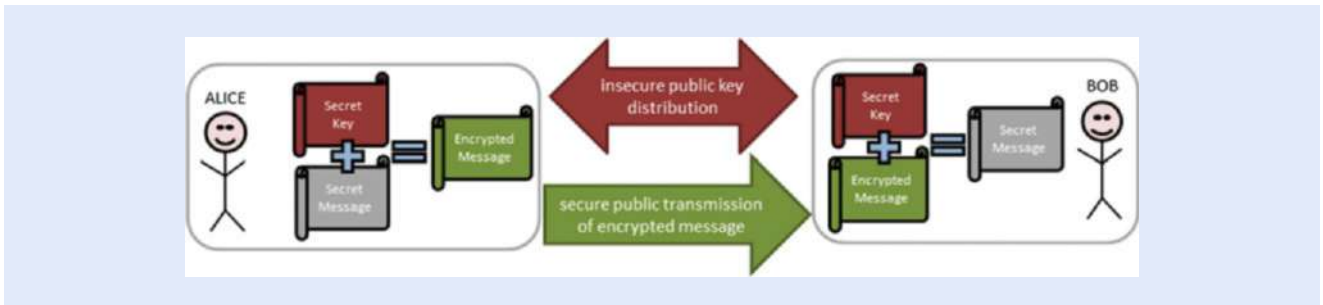 ALICE
Secret
Key
Secret
Message
Encrypted
Message
insecure public key
distribution
secure public transmission
of encrypted message
BOB
Secret
Key
Encrypted
Message
Secret
Message